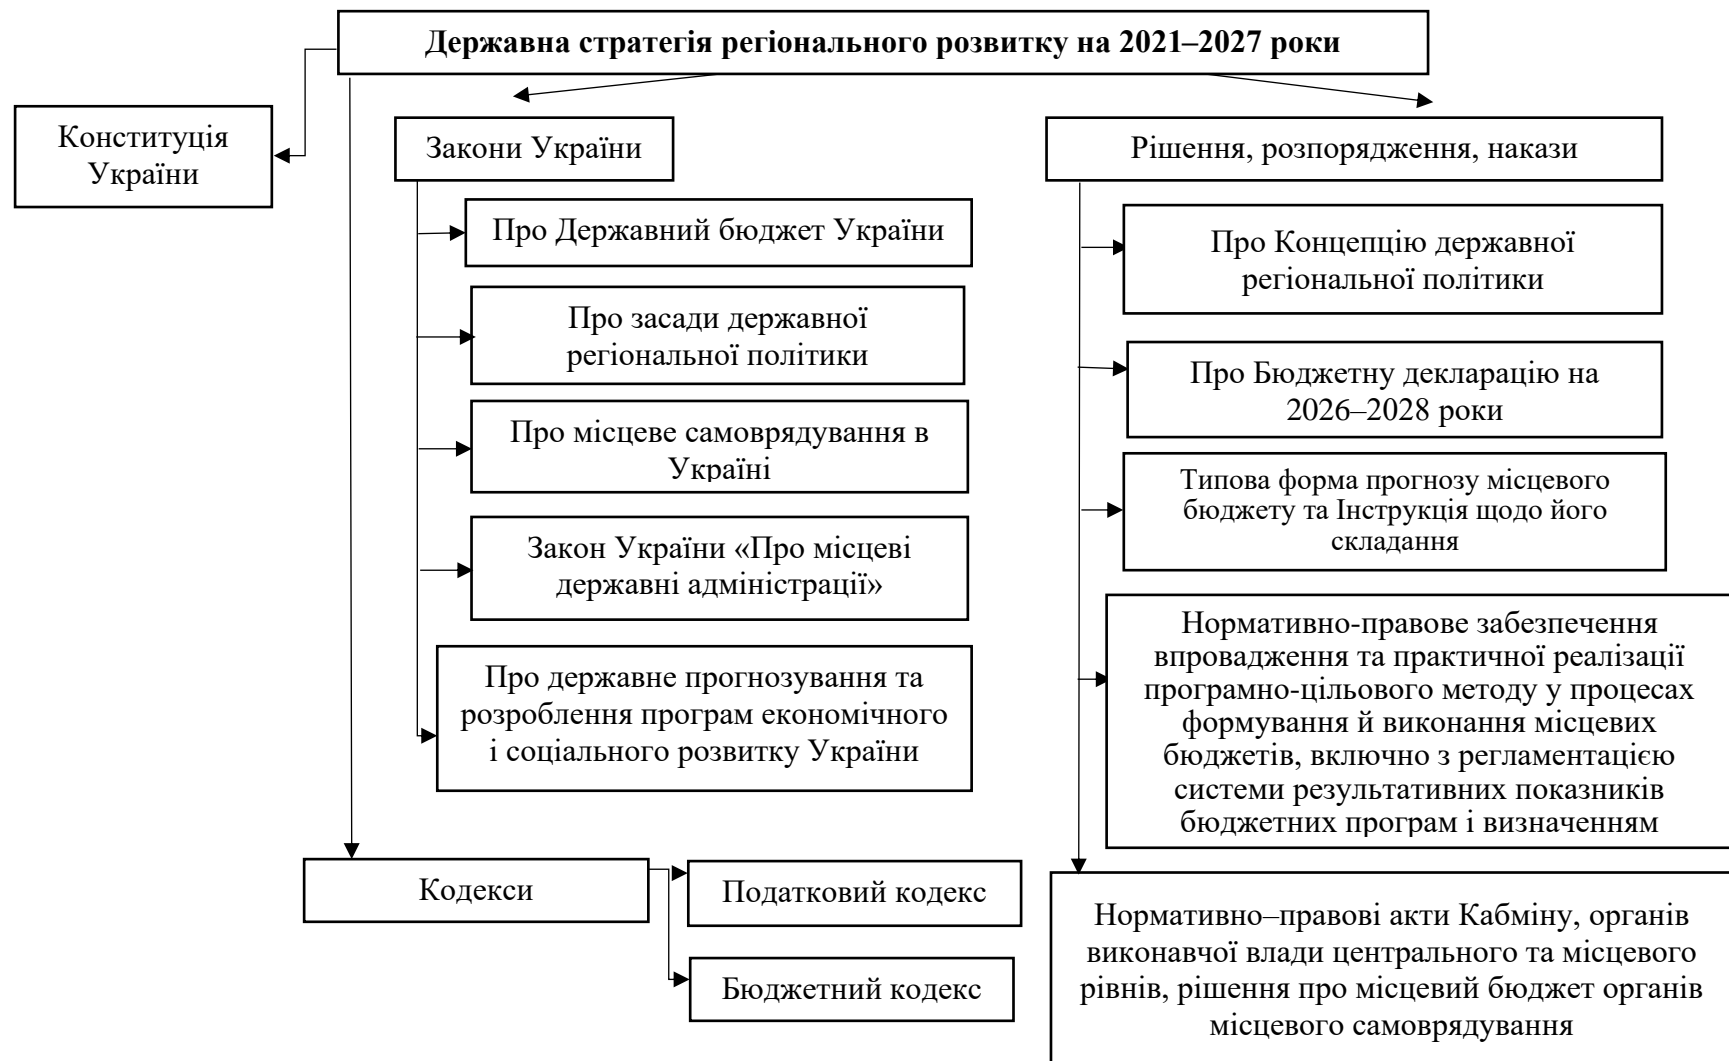 Державна стратегія регіонального розвитку на 2021–2027 роки
Конституція
України
Закони України
Про Державний бюджет України
Про засади державної
регіональної політики
Про місцеве самоврядування в
Україні
Закон України «Про місцеві
державні адміністрації»
Про державне прогнозування та
розроблення програм економічного
і соціального розвитку України
Кодекси
Податковий кодекс
Бюджетний кодекс
Рішення, розпорядження, накази
Про Концепцію державної
регіональної політики
Про Бюджетну декларацію на
2026–2028 роки
Типова форма прогнозу місцевого
бюджету та Інструкція щодо його
складання
Нормативно-правове забезпечення
впровадження та практичної реалізації
програмно-цільового методу у процесах
формування й виконання місцевих
бюджетів, включно з регламентацією
системи результативних показників
бюджетних програм і визначенням
Нормативно–правові акти Кабміну, органів
виконавчої влади центрального та місцевого
рівнів, рішення про місцевий бюджет органів
місцевого самоврядування